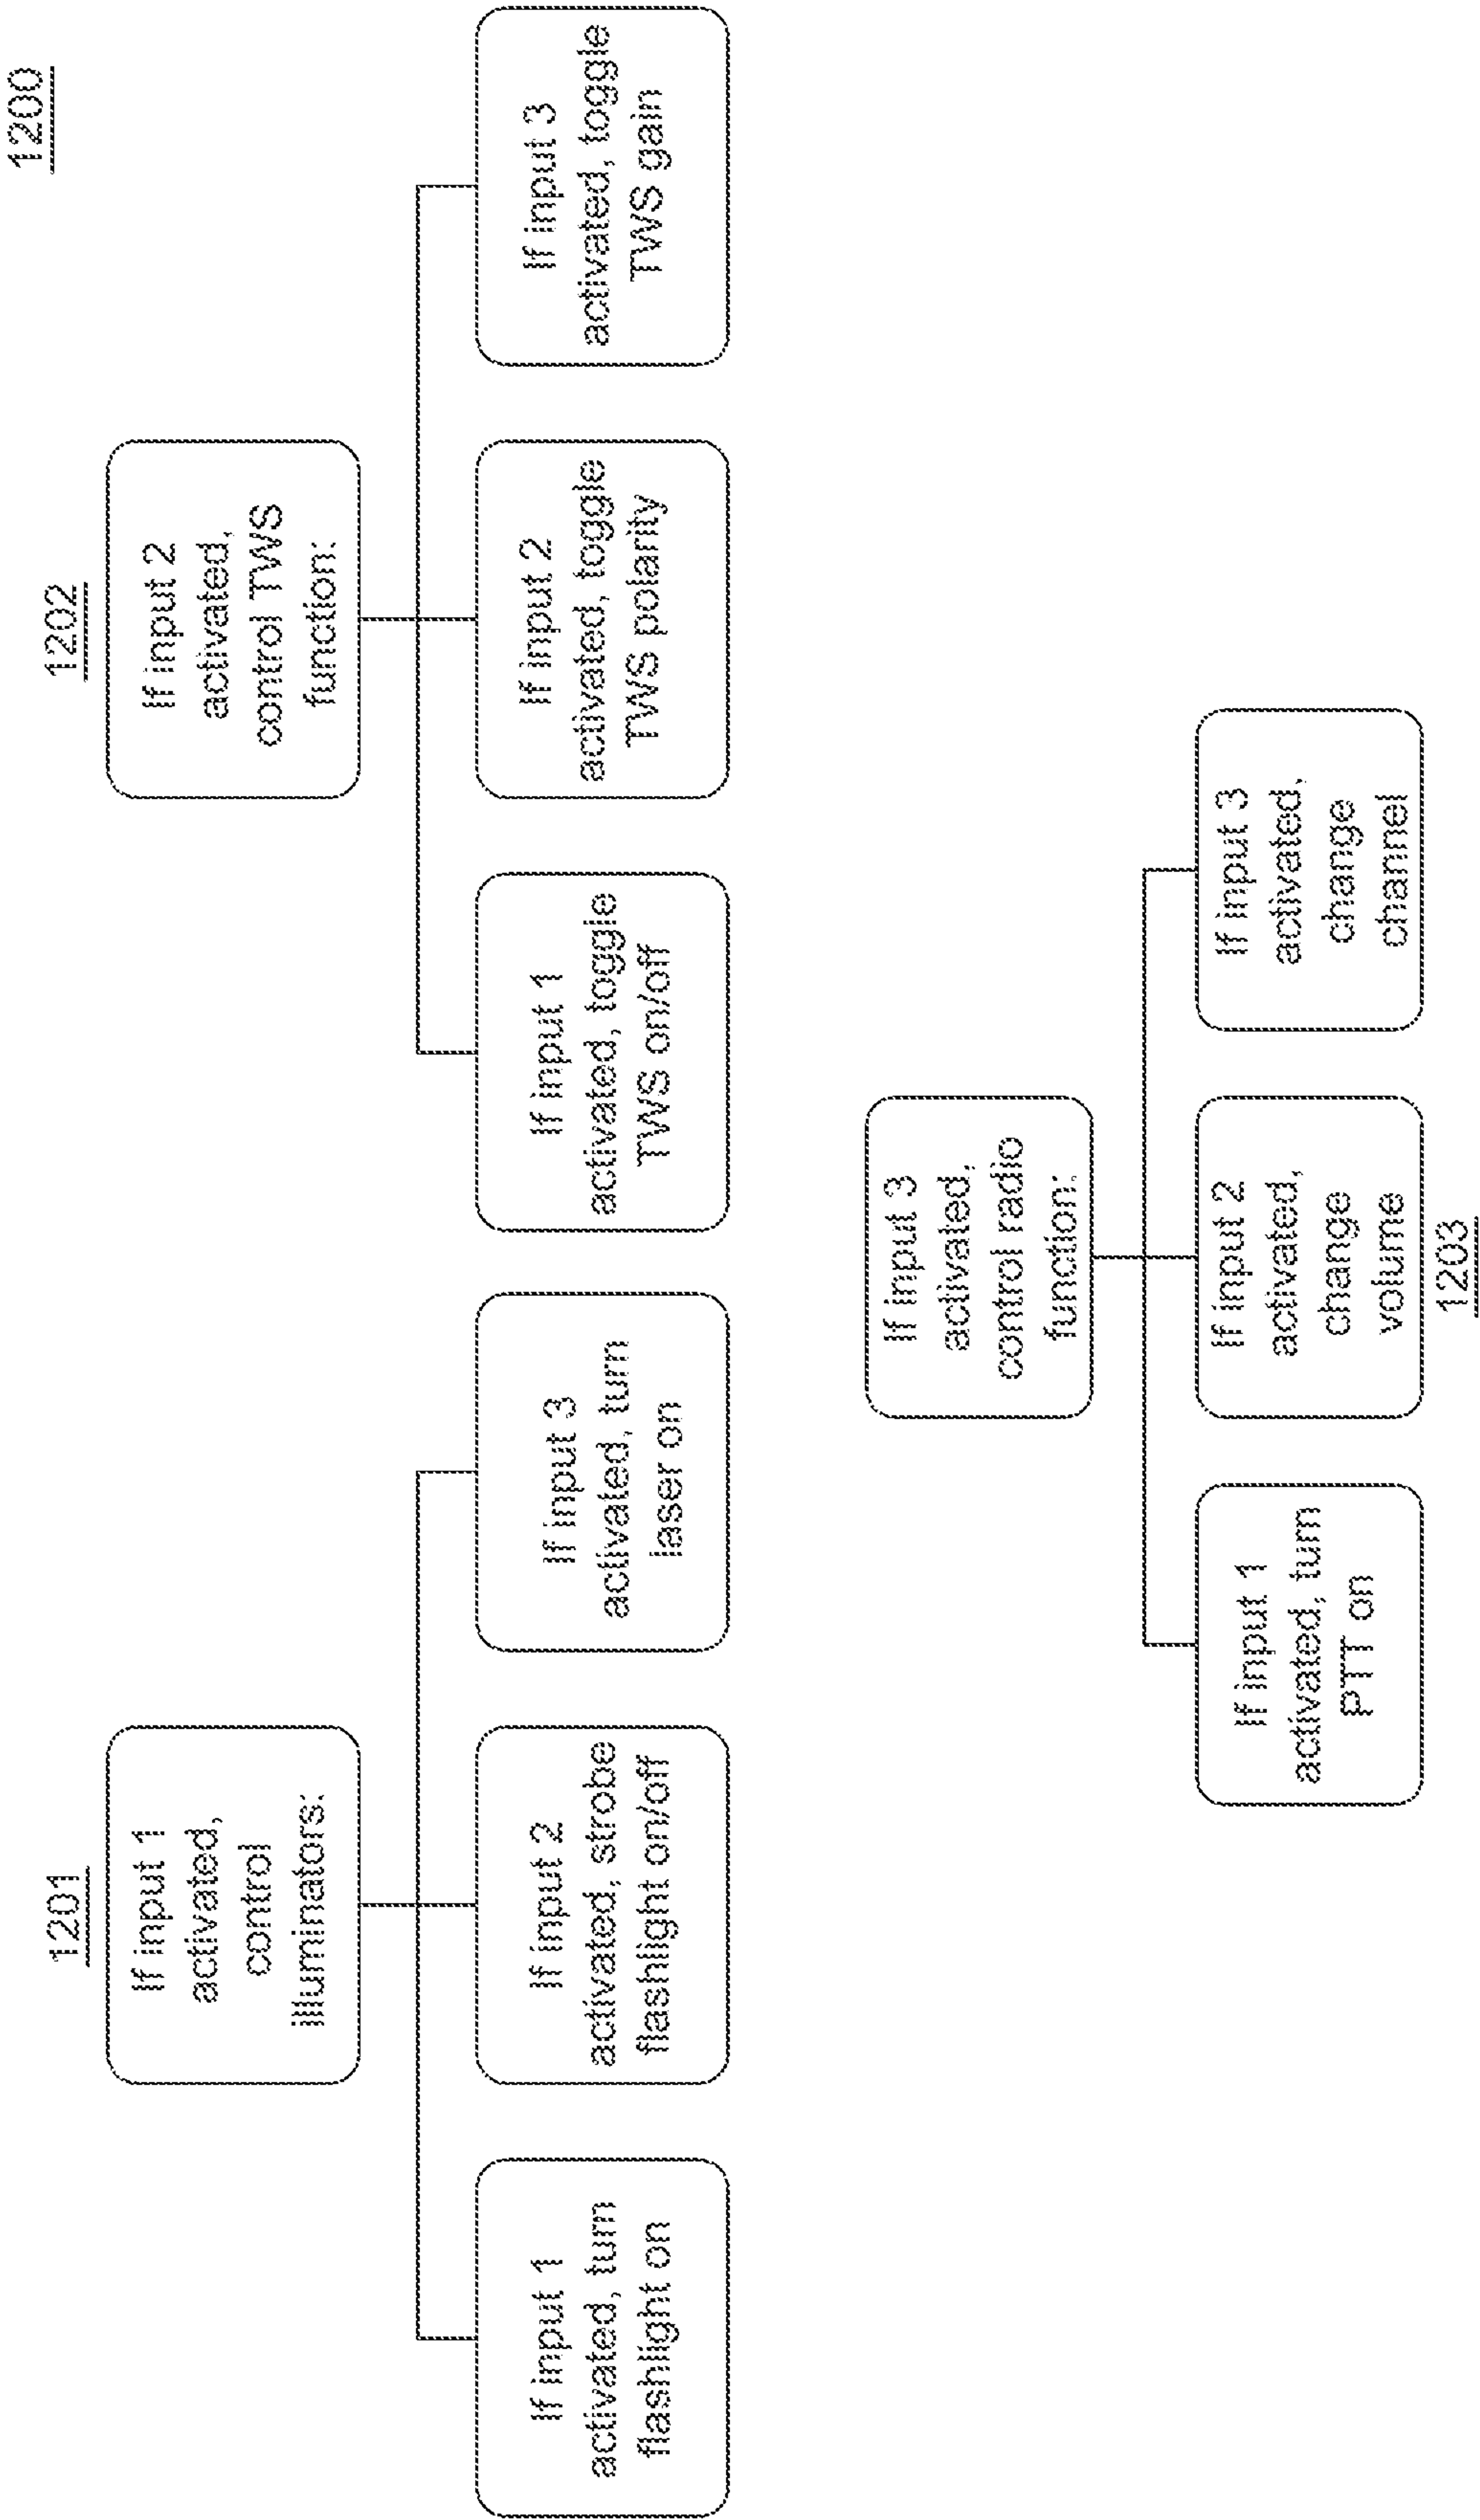 1200
1201
If input 1
activated,
control
illuminators:
If input 1
activated, turn
flashlight on
If input 2
activated, strobe
flashlight on/off
If input 3
activated, turn
laser on
1202
If input 2
activated,
control TWS
function:
If input 1
activated, toggle
TWS on/off
If input 2
activated, toggle
TWS polarity
If input 3
activated, toggle
TWS gain
If input 3
activated,
control radio
function:
If input 1
activated, turn
PTT on
If input 2
activated,
change
volume
If input 3
activated,
change
channel
1203